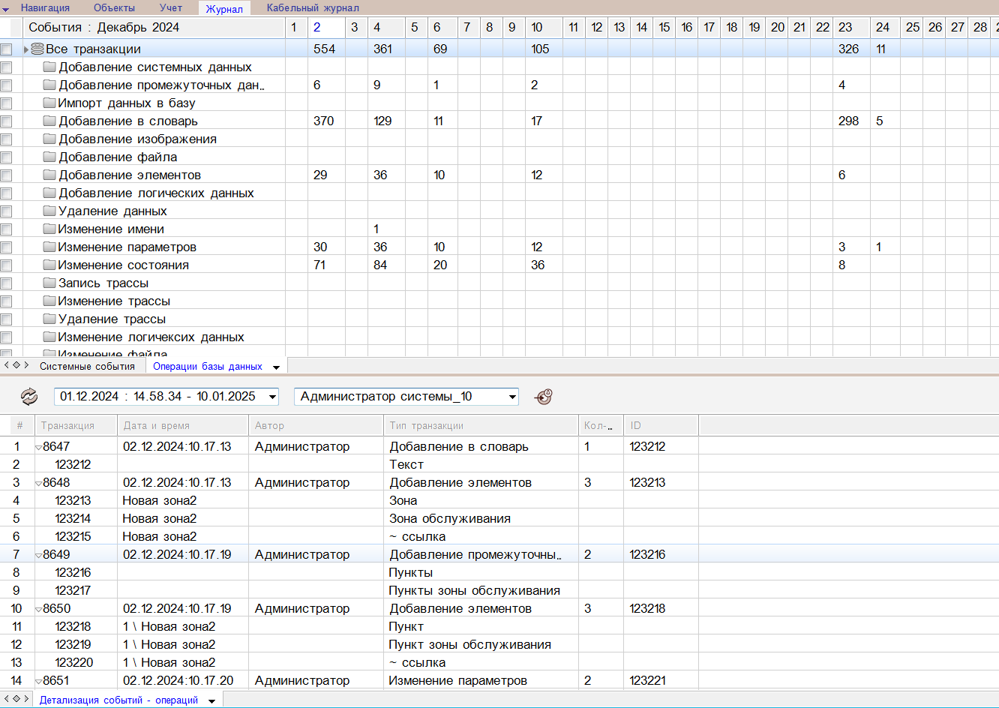 Навигация Объекты Учет Журнал Кабельный журнал
События : Декабрь 2024 1 2 3 4 5 6 7 8 9 10 11 12 13 14 15 16 17 18 19 20 21 22 23 24 25 26 27 28
Все транзакции 554 361 69 105 326 11
Добавление системных данных
Добавление промежуточных дан... 6 9 1 2 4
Импорт данных в базу
Добавление в словарь 370 129 11 17 298 5
Добавление изображения
Добавление файла
Добавление элементов 29 36 10 12 6
Добавление логических данных
Удаление данных
Изменение имени 1
Изменение параметров 30 36 10 12 3 1
Изменение состояния 71 84 20 36 8
Запись трассы
Изменение трассы
Удаление трассы
Изменение логичексих данных
Изменение файла
Системные события Операции базы данных
01.12.2024 : 14.58.34 - 10.01.2025 Администратор системы_10
# Транзакция Дата и время Автор Тип транзакции Кол-... ID
1 8647 02.12.2024:10.17.13 Администратор Добавление в словарь 1 123212
2 123212 Текст
3 8648 02.12.2024:10.17.13 Администратор Добавление элементов 3 123213
4 123213 Новая зона2 Зона
5 123214 Новая зона2 Зона обслуживания
6 123215 Новая зона2 ~ ссылка
7 8649 02.12.2024:10.17.19 Администратор Добавление промежуточны... 2 123216
8 123216 Пункты
9 123217 Пункты зоны обслуживания
10 8650 02.12.2024:10.17.19 Администратор Добавление элементов 3 123218
11 123218 1 \ Новая зона2 Пункт
12 123219 1 \ Новая зона2 Пункт зоны обслуживания
13 123220 1 \ Новая зона2 ~ ссылка
14 8651 02.12.2024:10.17.20 Администратор Изменение параметров 2 123221
Детализация событий - операций